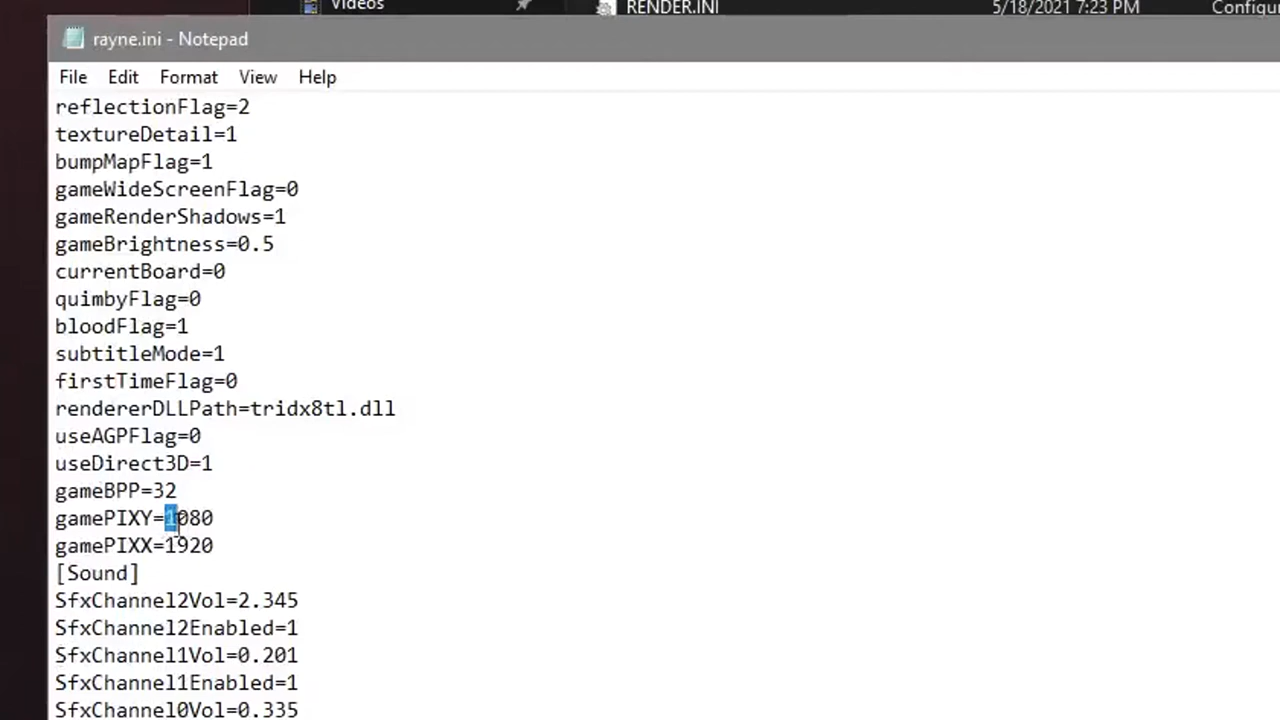 Videos
RENDER.INI
5/18/2021 7:23 PM
rayne.ini - Notepad
File Edit Format View Help
reflectionFlag=2
textureDetail=1
bumpMapFlag=1
gameWideScreenFlag=0
gameRenderShadows=1
gameBrightness=0.5
currentBoard=0
quimbyFlag=0
bloodFlag=1
subtitleMode=1
firstTimeFlag=0
rendererDLLPath=tridx8tl.dll
useAGPFlag=0
useDirect3D=1
gameBPP=32
gamePIXY=1080
gamePIXX=1920
[Sound]
SfxChannel2Vol=2.345
SfxChannel2Enabled=1
SfxChannel1Vol=0.201
SfxChannel1Enabled=1
SfxChannel0Vol=0.335